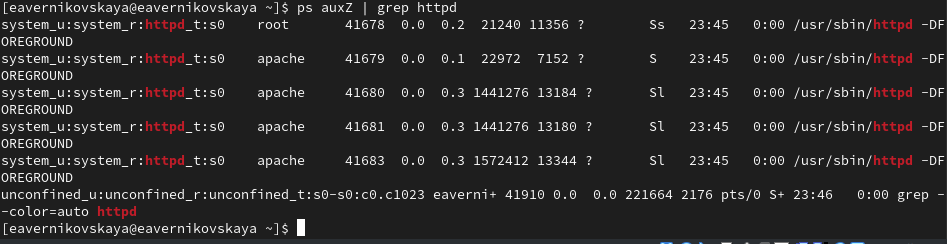 [eavernikovskaya@eavernikovskaya ~]$ ps auxZ | grep httpd
system_u:system_r:httpd_t:s0    root       41678  0.0  0.2  21240 11356 ?        Ss   23:45   0:00 /usr/sbin/httpd -DF
OREGROUND
system_u:system_r:httpd_t:s0    apache     41679  0.0  0.1  22972  7152 ?        S    23:45   0:00 /usr/sbin/httpd -DF
OREGROUND
system_u:system_r:httpd_t:s0    apache     41680  0.0  0.3 1441276 13184 ?       Sl   23:45   0:00 /usr/sbin/httpd -DF
OREGROUND
system_u:system_r:httpd_t:s0    apache     41681  0.0  0.3 1441276 13180 ?       Sl   23:45   0:00 /usr/sbin/httpd -DF
OREGROUND
system_u:system_r:httpd_t:s0    apache     41683  0.0  0.3 1572412 13344 ?       Sl   23:45   0:00 /usr/sbin/httpd -DF
OREGROUND
unconfined_u:unconfined_r:unconfined_t:s0-s0:c0.c1023 eaverni+ 41910 0.0  0.0 221664 2176 pts/0 S+ 23:46   0:00 grep -
-color=auto httpd
[eavernikovskaya@eavernikovskaya ~]$